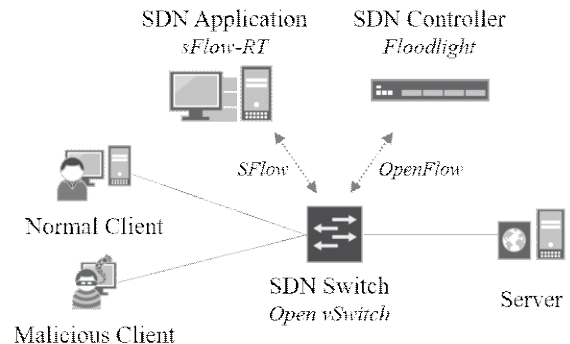 SDN Application
sFlow-RT
SDN Controller
Floodlight
SFlow
OpenFlow
Normal Client
Malicious Client
SDN Switch
Open vSwitch
Server